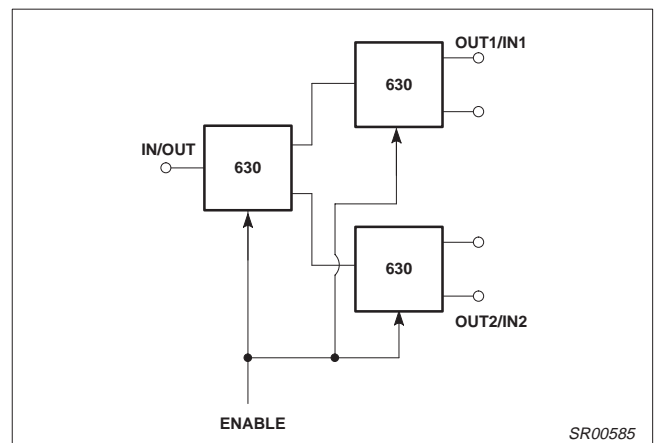 OUT1/IN1
630
IN/OUT
630
630
OUT2/IN2
ENABLE
SR00585